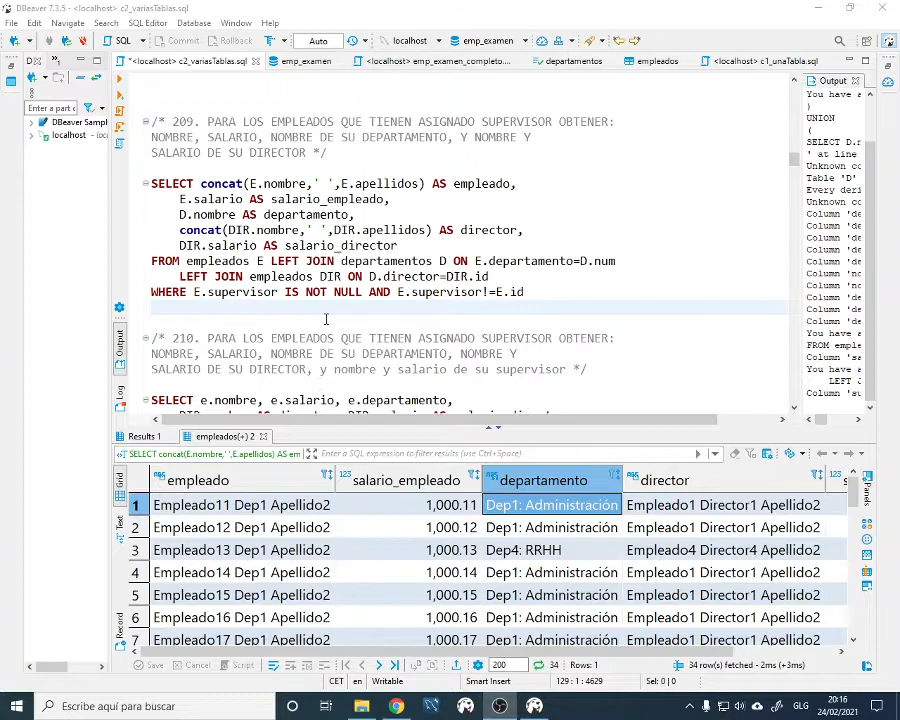 DBeaver 7.3.5 - <localhost> c2_variasTablas.sql
File Edit Navigate Search SQL Editor Database Window Help
SQL Commit Rollback Auto localhost emp_examen
*<localhost> c2_variasTablas.sql emp_examen <localhost> emp_examen_completo.... departamentos empleados <localhost> c1_unaTabla.sql
Output
Enter a part
DBeaver Sampl
localhost - loca
/* 209. PARA LOS EMPLEADOS QUE TIENEN ASIGNADO SUPERVISOR OBTENER:
NOMBRE, SALARIO, NOMBRE DE SU DEPARTAMENTO, Y NOMBRE Y
SALARIO DE SU DIRECTOR */
SELECT concat(E.nombre,' ',E.apellidos) AS empleado,
E.salario AS salario_empleado,
D.nombre AS departamento,
concat(DIR.nombre,' ',DIR.apellidos) AS director,
DIR.salario AS salario_director
FROM empleados E LEFT JOIN departamentos D ON E.departamento=D.num
LEFT JOIN empleados DIR ON D.director=DIR.id
WHERE E.supervisor IS NOT NULL AND E.supervisor!=E.id
/* 210. PARA LOS EMPLEADOS QUE TIENEN ASIGNADO SUPERVISOR OBTENER:
NOMBRE, SALARIO, NOMBRE DE SU DEPARTAMENTO, NOMBRE Y
SALARIO DE SU DIRECTOR, y nombre y salario de su supervisor */
SELECT e.nombre, e.salario, e.departamento,
You have a
)
UNION
(
SELECT D.n
' at line
Unknown co
Table 'D'
Every deri
Unknown co
Column 'de
Column 'do
Column 'de
Column 'de
Column 'de
Column 'de
Column 'de
Column 'de
You have a
FROM emple
Column 'sa
You have a
LEFT J
Column 'su
Output
Log
Results 1 empleados(+) 2
SELECT concat(E.nombre,' ',E.apellidos) AS em Enter a SQL expression to filter results (use Ctrl+Space)
Grid
Text
Record
Panels
empleado 123 salario_empleado departamento director s
1 Empleado11 Dep1 Apellido2 1,000.11 Dep1: Administración Empleado1 Director1 Apellido2
2 Empleado12 Dep1 Apellido2 1,000.12 Dep1: Administración Empleado1 Director1 Apellido2
3 Empleado13 Dep1 Apellido2 1,000.13 Dep4: RRHH Empleado4 Director4 Apellido2
4 Empleado14 Dep1 Apellido2 1,000.14 Dep1: Administración Empleado1 Director1 Apellido2
5 Empleado15 Dep1 Apellido2 1,000.15 Dep1: Administración Empleado1 Director1 Apellido2
6 Empleado16 Dep1 Apellido2 1,000.16 Dep1: Administración Empleado1 Director1 Apellido2
7 Empleado17 Dep1 Apellido2 1,000.17 Dep1: Administración Empleado1 Director1 Apellido2
Save Cancel Script 200 34 Rows: 1 34 row(s) fetched - 2ms (+3ms)
CET en Writable Smart Insert 129 : 1 : 4629 Sel: 0 | 0
Escribe aquí para buscar GLG 20:16
24/02/2021